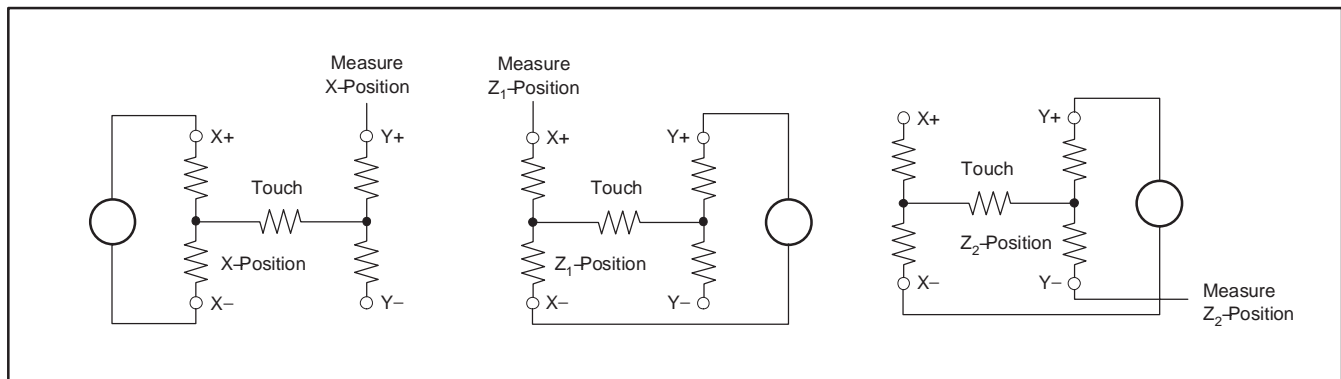 Measure
X–Position
X+
Y+
Touch
X–Position
X−
Y−
Measure
Z₁–Position
X+
Y+
Touch
Z₁–Position
X−
Y−
X+
Y+
Touch
Z₂–Position
X−
Y−
Measure
Z₂–Position